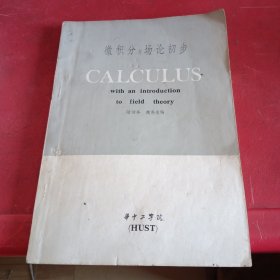 微积分与场论初步
CALCULUS
with an introduction
to field theory
华中工学院
(HUST)